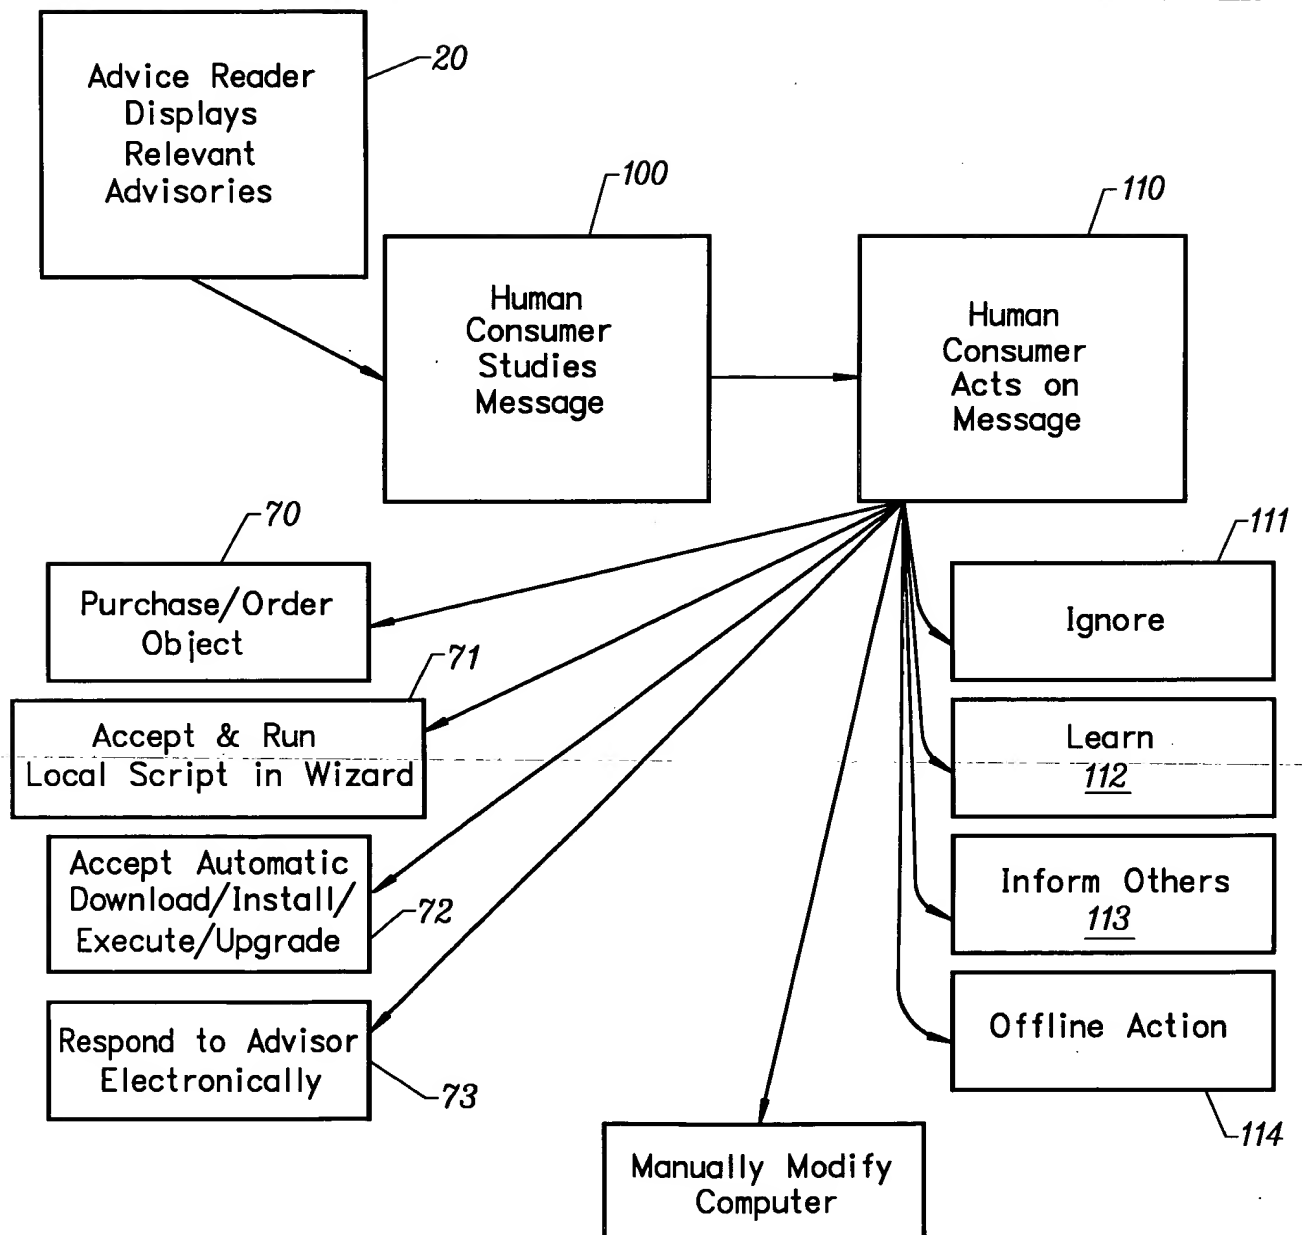 Advice Reader
Displays
Relevant
Advisories
20
Human
Consumer
Studies
Message
100
Human
Consumer
Acts on
Message
110
70
Purchase/Order
Object
71
Accept & Run
Local Script in Wizard
Accept Automatic
Download/Install/
Execute/Upgrade
72
Respond to Advisor
Electronically
73
Manually Modify
Computer
111
Ignore
Learn
112
Inform Others
113
Offline Action
114